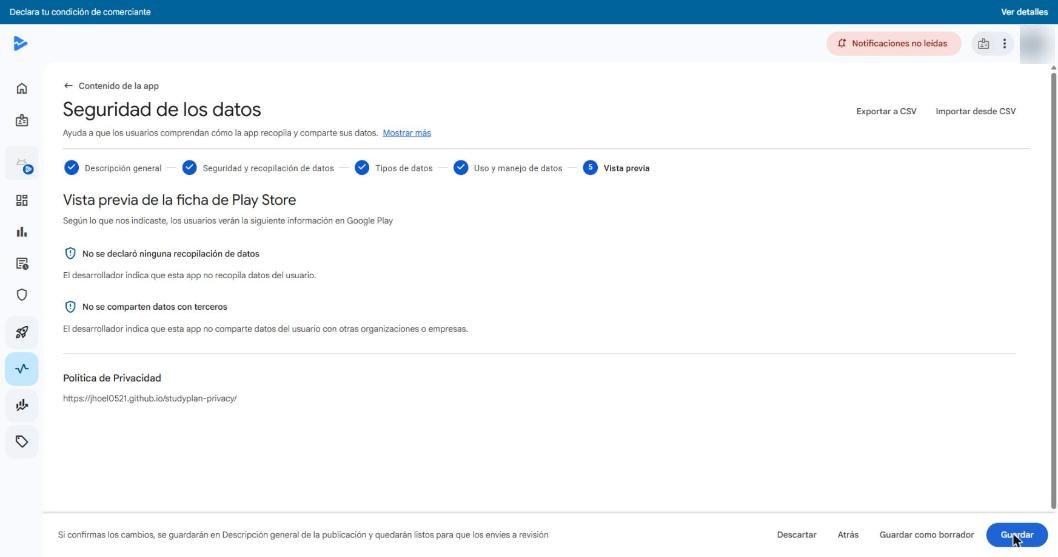 Declara tu condición de comerciante
Ver detalles
Notificaciones no leídas
Contenido de la app
Seguridad de los datos
Exportar a CSV
Importar desde CSV
Ayuda a que los usuarios comprendan cómo la app recopila y comparte sus datos. Mostrar más
Descripción general
Seguridad y recopilación de datos
Tipos de datos
Uso y manejo de datos
5 Vista previa
Vista previa de la ficha de Play Store
Según lo que nos indicaste, los usuarios verán la siguiente información en Google Play
No se declaró ninguna recopilación de datos
El desarrollador indica que esta app no recopila datos del usuario.
No se comparten datos con terceros
El desarrollador indica que esta app no comparte datos del usuario con otras organizaciones o empresas.
Política de Privacidad
https://jhoel0521.github.io/studyplan-privacy/
Si confirmas los cambios, se guardarán en Descripción general de la publicación y quedarán listos para que los envíes a revisión
Descartar
Atrás
Guardar como borrador
Guardar